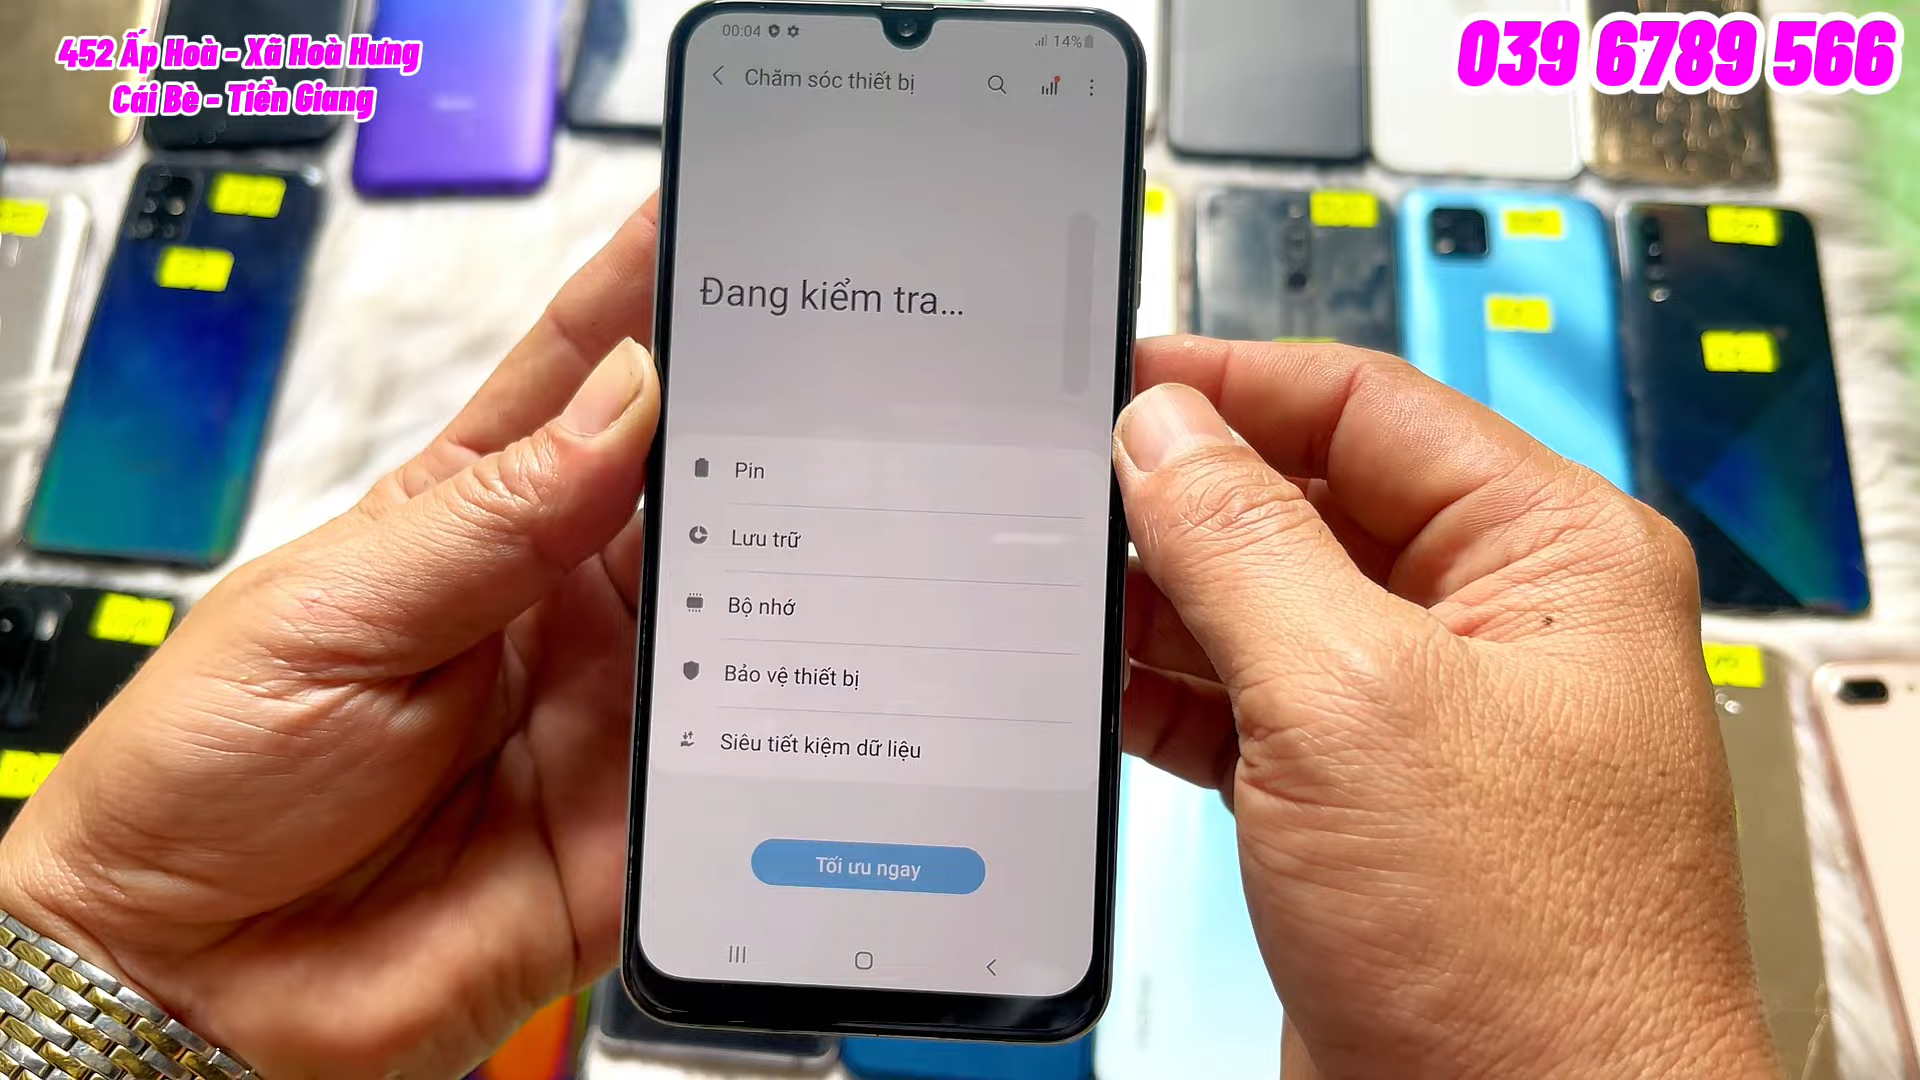 452 Ấp Hoà - Xã Hoà Hưng
Cái Bè - Tiền Giang
039 6789 566
00:04
14%
Chăm sóc thiết bị
Đang kiểm tra...
Pin
Lưu trữ
Bộ nhớ
Bảo vệ thiết bị
Siêu tiết kiệm dữ liệu
Tối ưu ngay